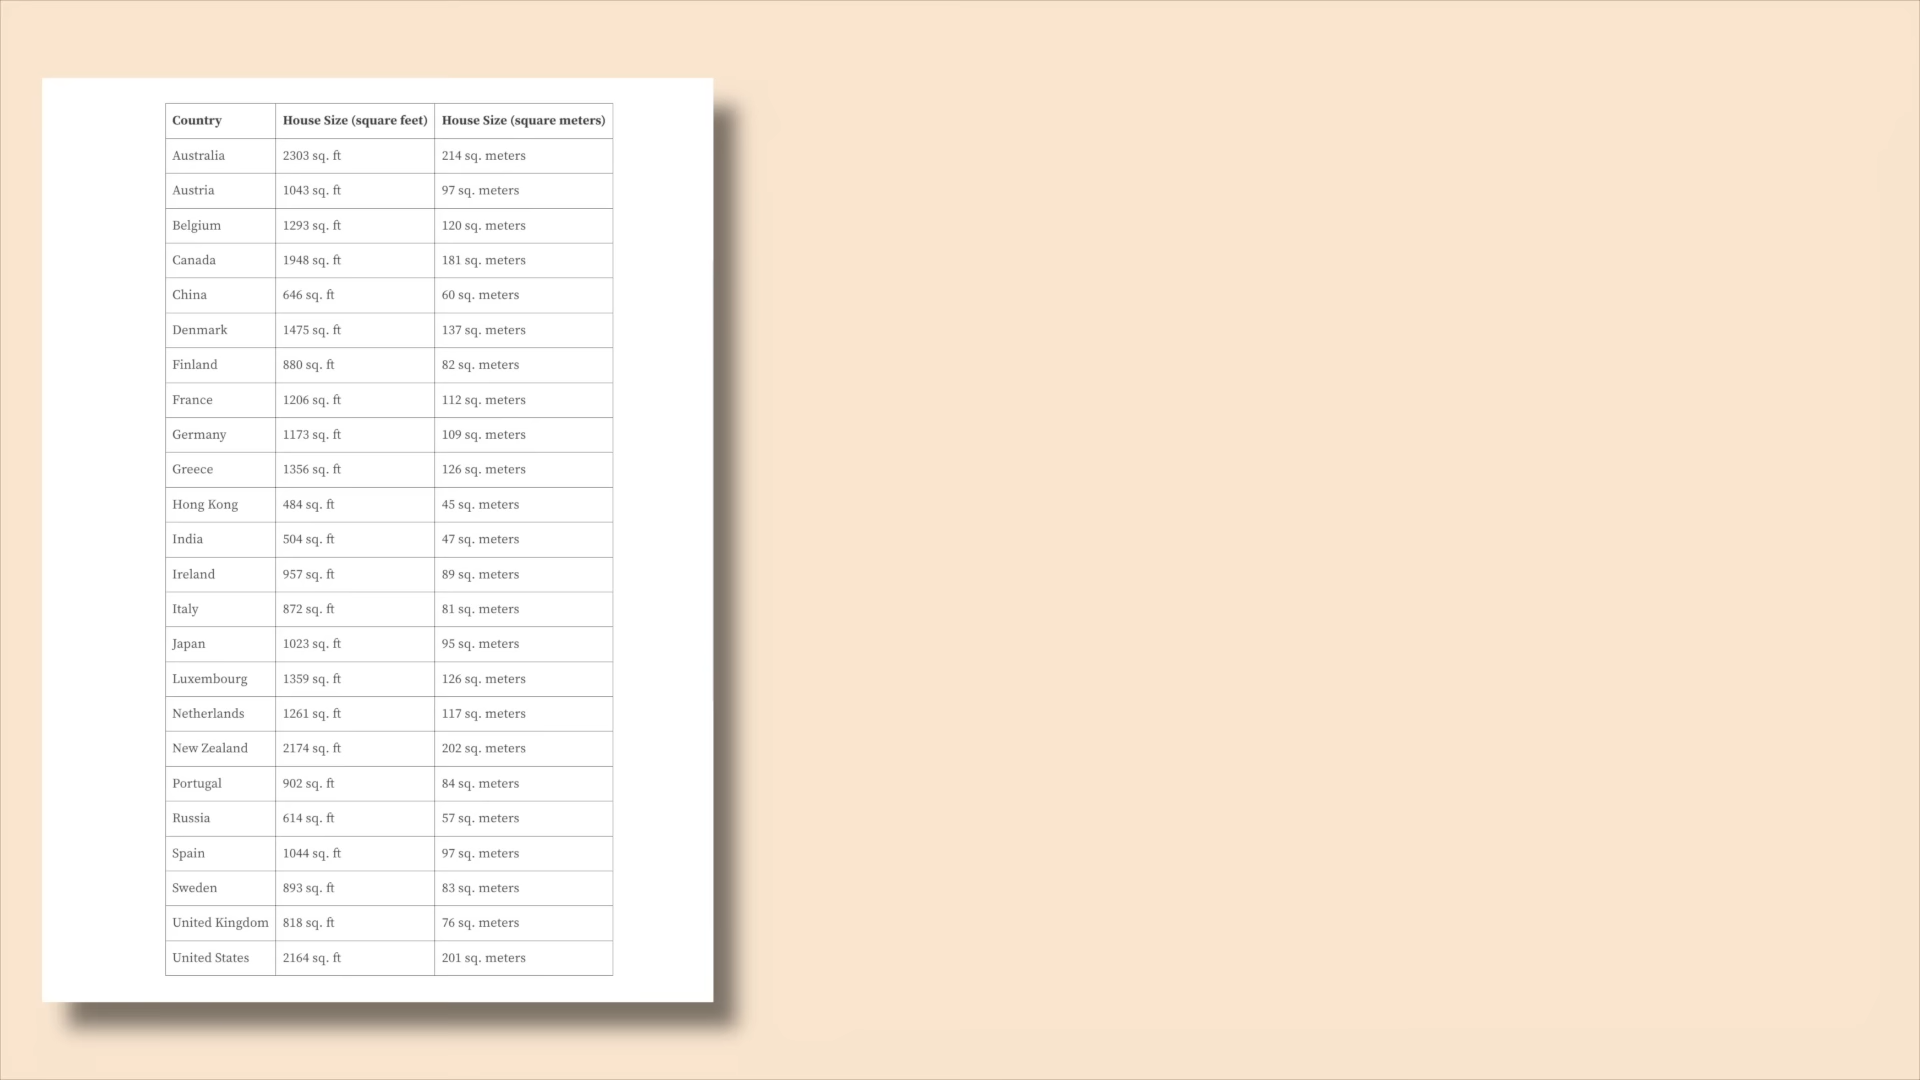 Country House Size (square feet) House Size (square meters)
Australia 2303 sq. ft 214 sq. meters
Austria 1043 sq. ft 97 sq. meters
Belgium 1293 sq. ft 120 sq. meters
Canada 1948 sq. ft 181 sq. meters
China 646 sq. ft 60 sq. meters
Denmark 1475 sq. ft 137 sq. meters
Finland 880 sq. ft 82 sq. meters
France 1206 sq. ft 112 sq. meters
Germany 1173 sq. ft 109 sq. meters
Greece 1356 sq. ft 126 sq. meters
Hong Kong 484 sq. ft 45 sq. meters
India 504 sq. ft 47 sq. meters
Ireland 957 sq. ft 89 sq. meters
Italy 872 sq. ft 81 sq. meters
Japan 1023 sq. ft 95 sq. meters
Luxembourg 1359 sq. ft 126 sq. meters
Netherlands 1261 sq. ft 117 sq. meters
New Zealand 2174 sq. ft 202 sq. meters
Portugal 902 sq. ft 84 sq. meters
Russia 614 sq. ft 57 sq. meters
Spain 1044 sq. ft 97 sq. meters
Sweden 893 sq. ft 83 sq. meters
United Kingdom 818 sq. ft 76 sq. meters
United States 2164 sq. ft 201 sq. meters